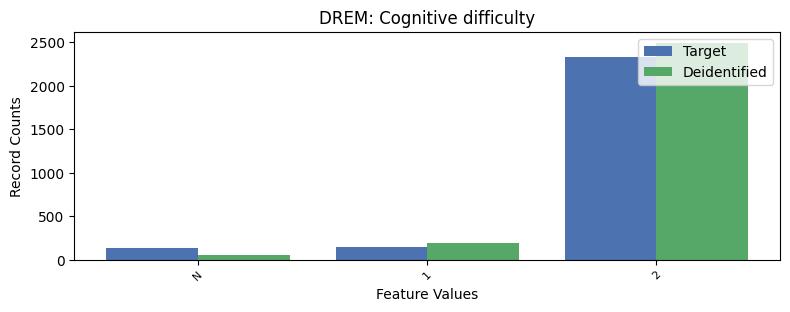 DREM: Cognitive difficulty
Record Counts
2500
2000
1500
1000
500
0
Target
Deidentified
N
1
2
Feature Values